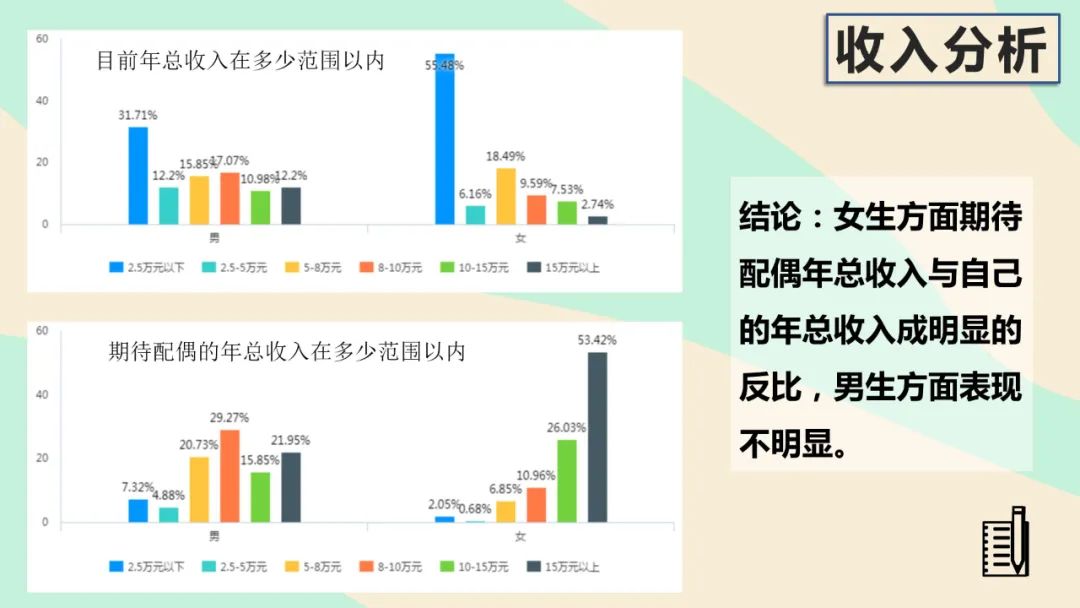 收入分析
目前年总收入在多少范围以内
60
40
20
0
31.71%
12.2%
15.85%
17.07%
10.98%
12.2%
55.48%
6.16%
18.49%
9.59%
7.53%
2.74%
男
女
2.5万元以下 2.5-5万元 5-8万元 8-10万元 10-15万元 15万元以上
期待配偶的年总收入在多少范围以内
60
40
20
0
7.32%
4.88%
20.73%
29.27%
15.85%
21.95%
2.05%
0.68%
6.85%
10.96%
26.03%
53.42%
男
女
2.5万元以下 2.5-5万元 5-8万元 8-10万元 10-15万元 15万元以上
结论：女生方面期待
配偶年总收入与自己
的年总收入成明显的
反比，男生方面表现
不明显。